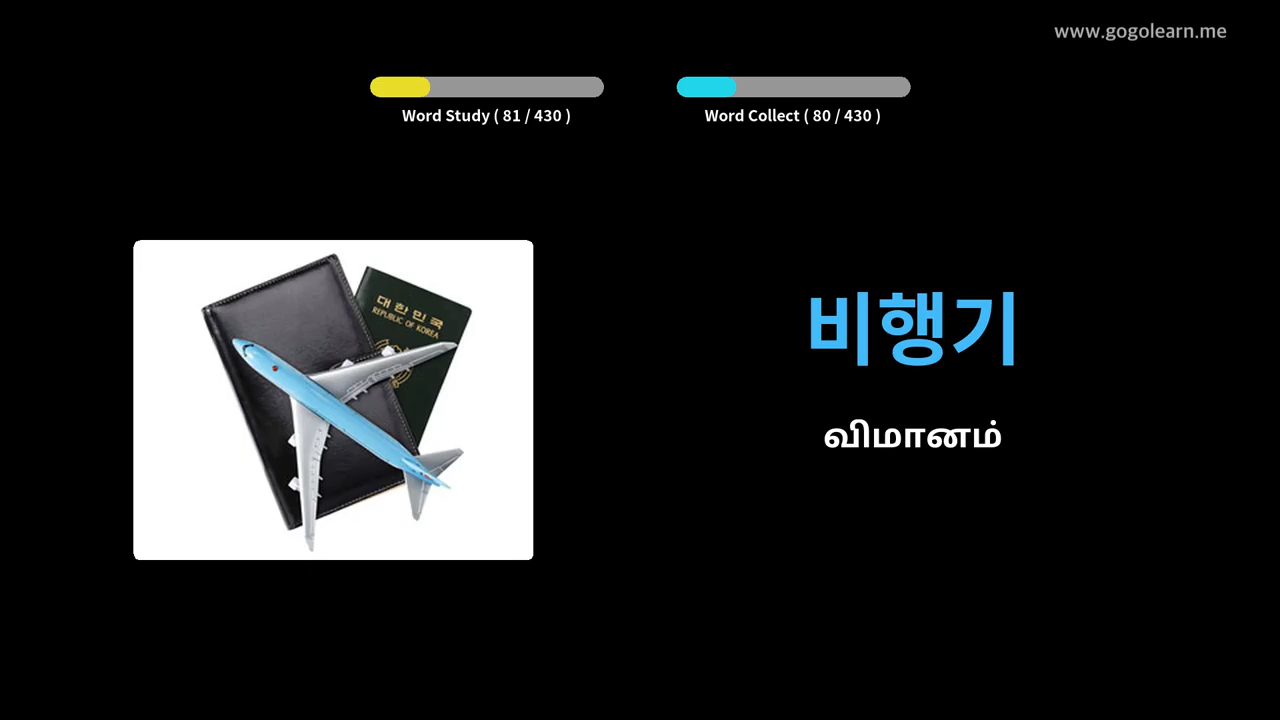 www.gogolearn.me
Word Study ( 81 / 430 )
Word Collect ( 80 / 430 )
대한민국
REPUBLIC OF KOREA
비행기
விமானம்